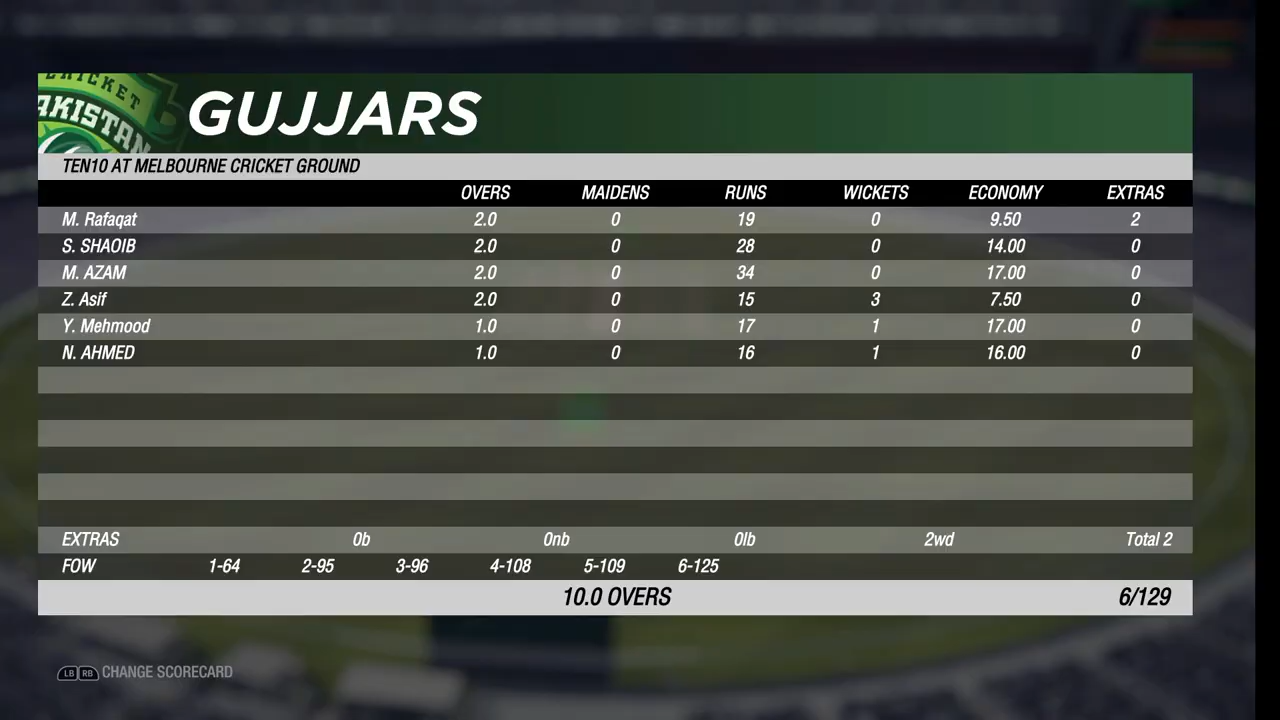 CRICKET
PAKISTAN
GUJJARS
TEN10 AT MELBOURNE CRICKET GROUND
OVERS MAIDENS RUNS WICKETS ECONOMY EXTRAS
M. Rafaqat 2.0 0 19 0 9.50 2
S. SHAOIB 2.0 0 28 0 14.00 0
M. AZAM 2.0 0 34 0 17.00 0
Z. Asif 2.0 0 15 3 7.50 0
Y. Mehmood 1.0 0 17 1 17.00 0
N. AHMED 1.0 0 16 1 16.00 0
EXTRAS 0b 0nb 0lb 2wd Total 2
FOW 1-64 2-95 3-96 4-108 5-109 6-125
10.0 OVERS 6/129
LB RB CHANGE SCORECARD